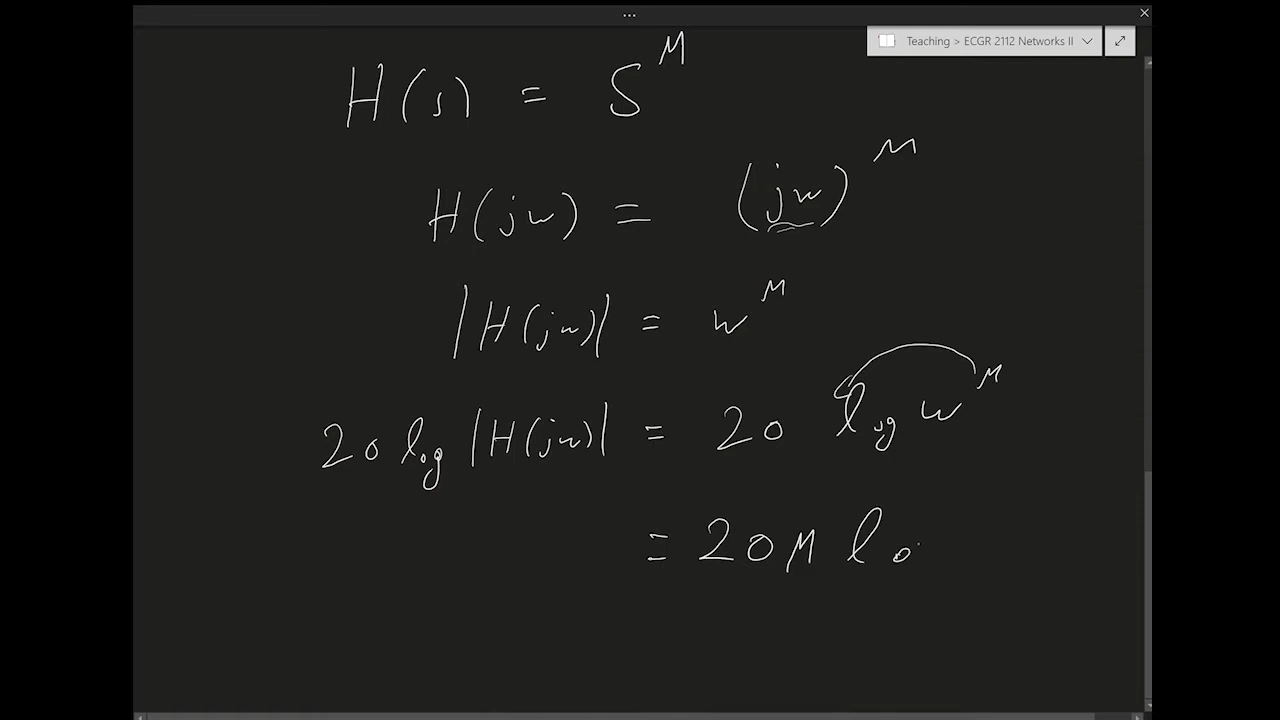 Teaching > ECGR 2112 Networks II
H(s) = S^M
H(jw) = (jw)^M
|H(jw)| = w^M
20 log |H(jw)| = 20 log w^M
= 20M lo